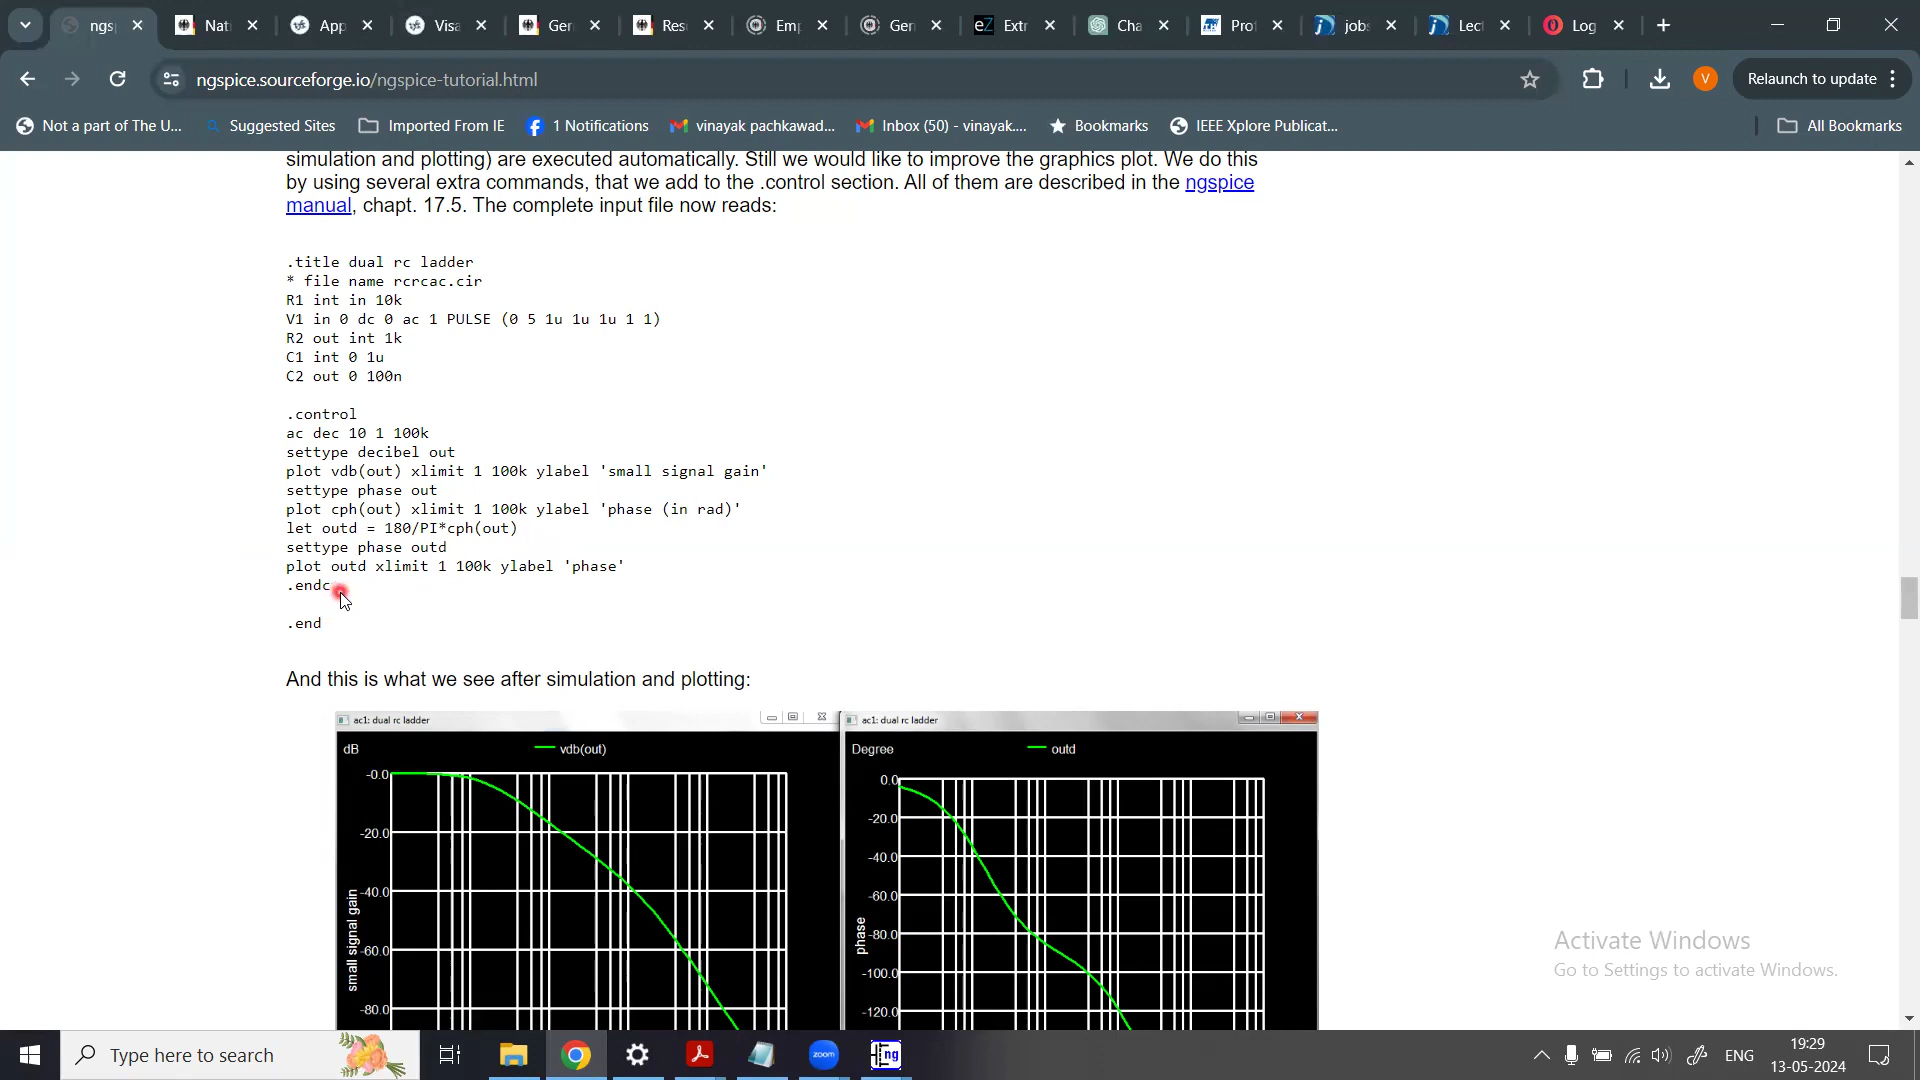 ngs
Nati
App
Visa
Ger
Res
Emp
Gen
eZ Extr
Cha
Prof
jobs
Lect
Log
ngspice.sourceforge.io/ngspice-tutorial.html
V
Relaunch to update
Not a part of The U...
Suggested Sites
Imported From IE
1 Notifications
vinayak pachkawad...
Inbox (50) - vinayak....
Bookmarks
IEEE Xplore Publicat...
All Bookmarks
simulation and plotting) are executed automatically. Still we would like to improve the graphics plot. We do this
by using several extra commands, that we add to the .control section. All of them are described in the ngspice
manual, chapt. 17.5. The complete input file now reads:
.title dual rc ladder
* file name rcrcac.cir
R1 int in 10k
V1 in 0 dc 0 ac 1 PULSE (0 5 1u 1u 1u 1 1)
R2 out int 1k
C1 int 0 1u
C2 out 0 100n
.control
ac dec 10 1 100k
settype decibel out
plot vdb(out) xlimit 1 100k ylabel 'small signal gain'
settype phase out
plot cph(out) xlimit 1 100k ylabel 'phase (in rad)'
let outd = 180/PI*cph(out)
settype phase outd
plot outd xlimit 1 100k ylabel 'phase'
.endc
.end
And this is what we see after simulation and plotting:
ac1: dual rc ladder
dB
vdb(out)
-0.0
-20.0
-40.0
-60.0
-80.0
small signal gain
ac1: dual rc ladder
Degree
outd
0.0
-20.0
-40.0
-60.0
-80.0
-100.0
-120.0
phase
Activate Windows
Go to Settings to activate Windows.
Type here to search
zoom
ng
ENG
19:29
13-05-2024